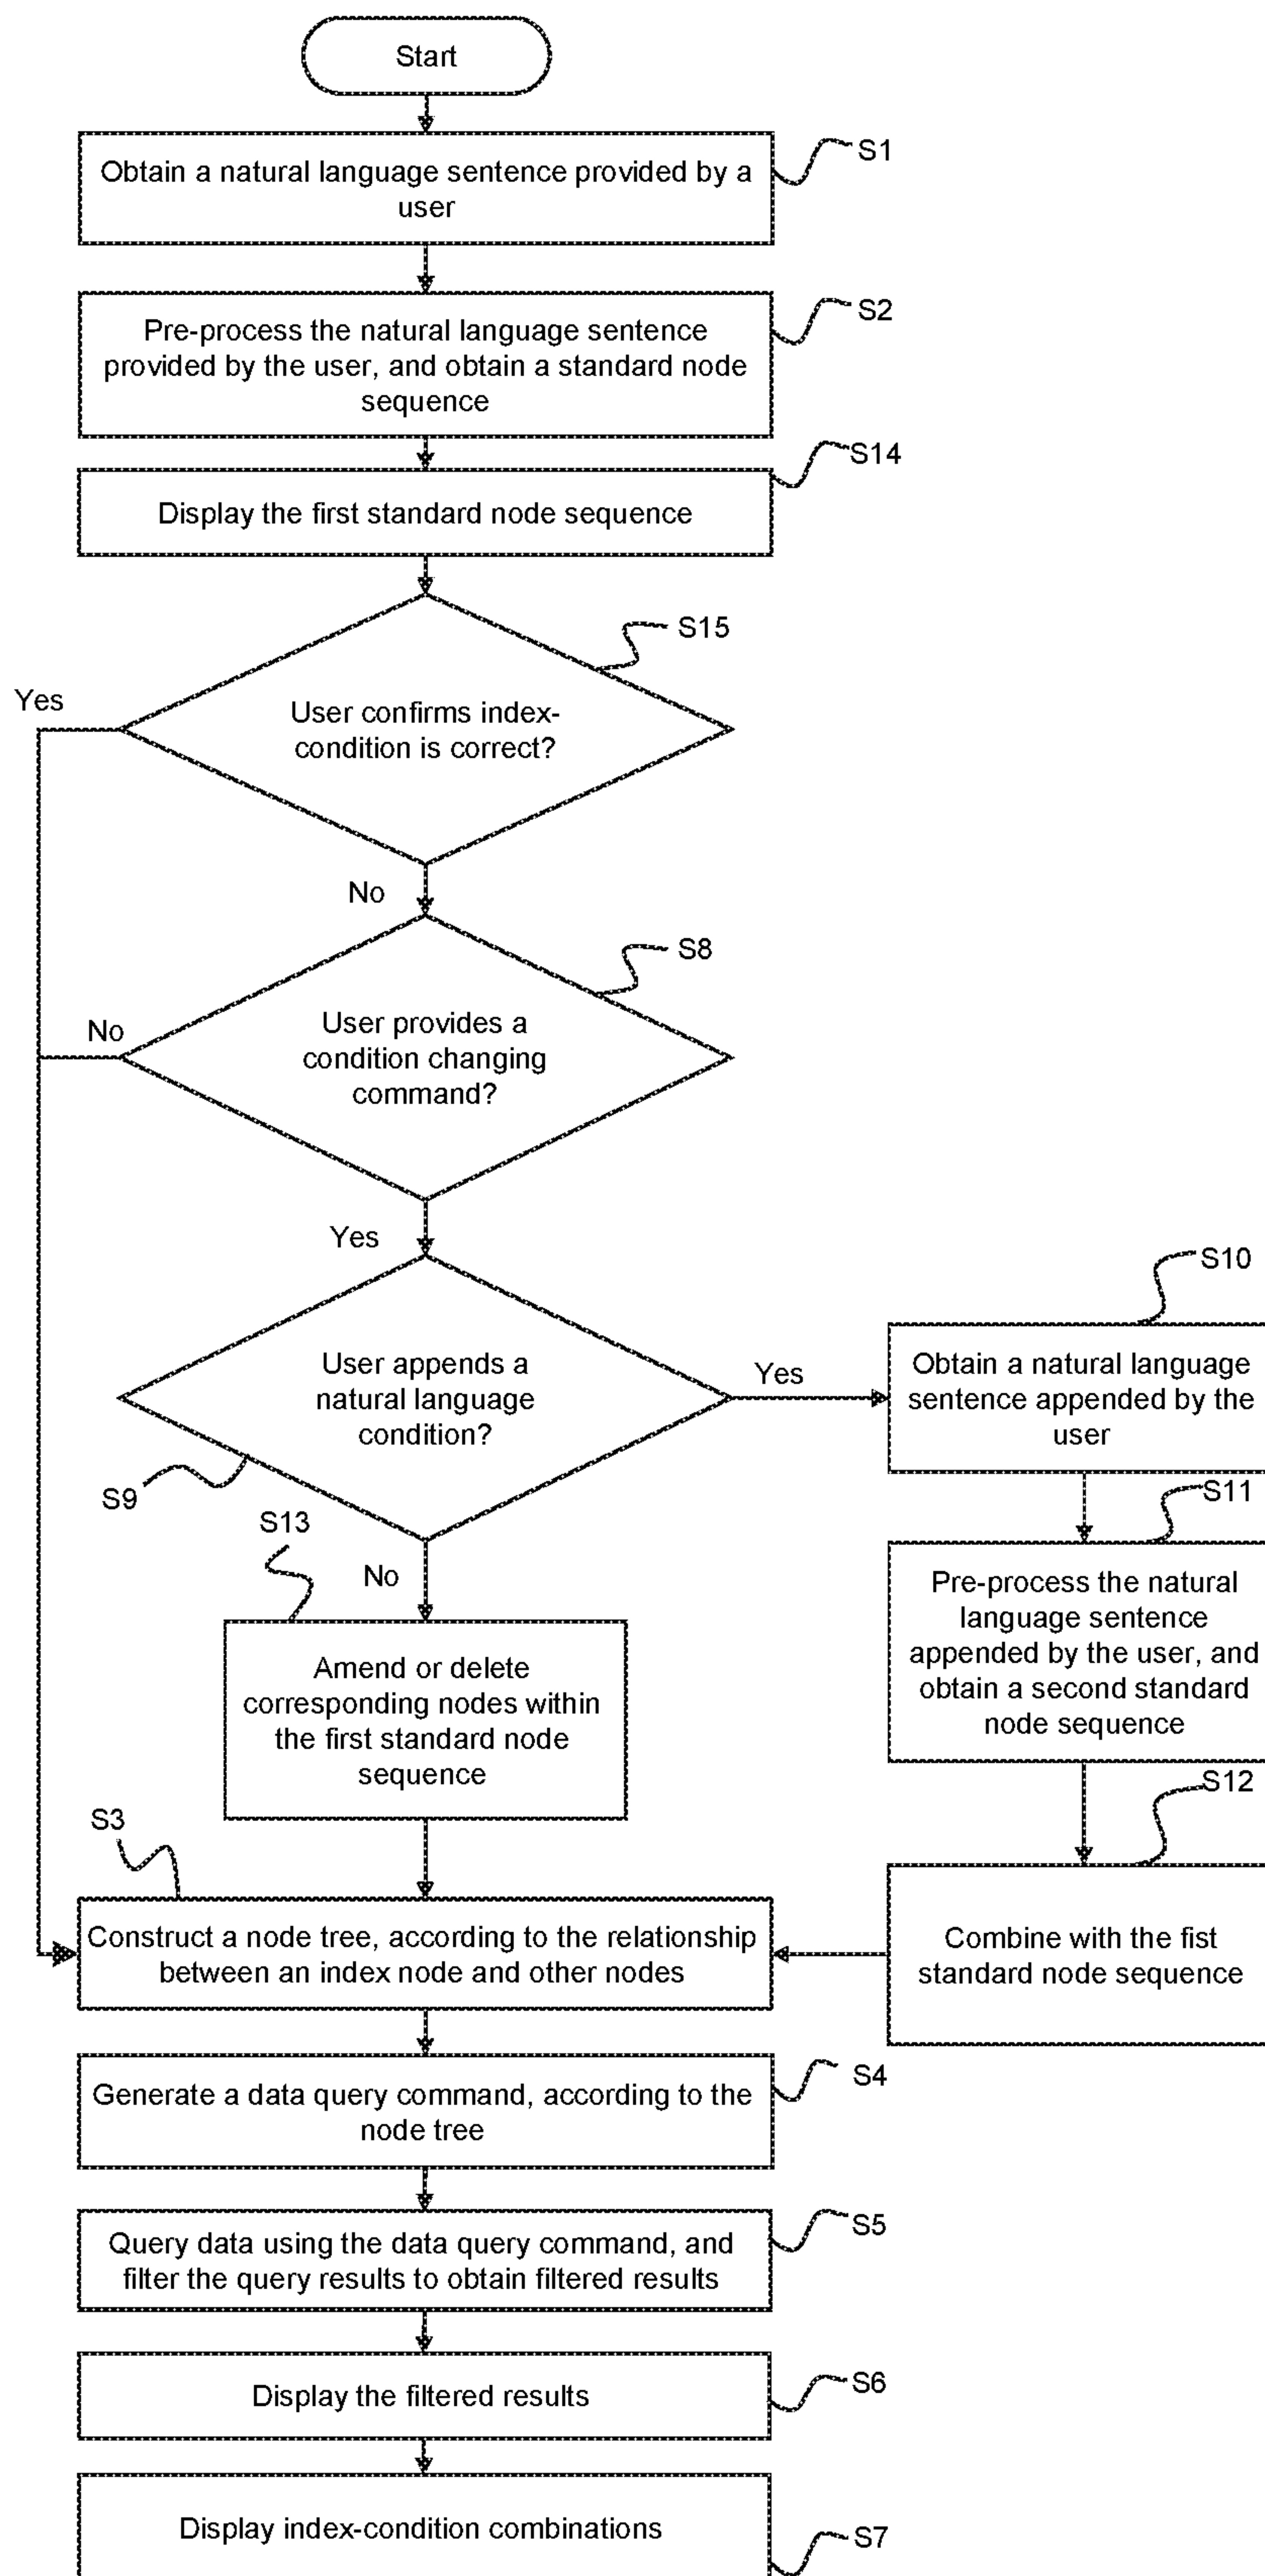 Start
S1
Obtain a natural language sentence provided by a
user
S2
Pre-process the natural language sentence
provided by the user, and obtain a standard node
sequence
S14
Display the first standard node sequence
S15
Yes
User confirms index-
condition is correct?
No
S8
No
User provides a
condition changing
command?
Yes
S10
User appends a
natural language
condition?
Yes
Obtain a natural language
sentence appended by the
user
S9
S11
S13
No
Pre-process the natural
language sentence
appended by the user, and
obtain a second standard
node sequence
Amend or delete
corresponding nodes within
the first standard node
sequence
S12
S3
Construct a node tree, according to the relationship
between an index node and other nodes
Combine with the fist
standard node sequence
S4
Generate a data query command, according to the
node tree
S5
Query data using the data query command, and
filter the query results to obtain filtered results
S6
Display the filtered results
Display index-condition combinations
S7